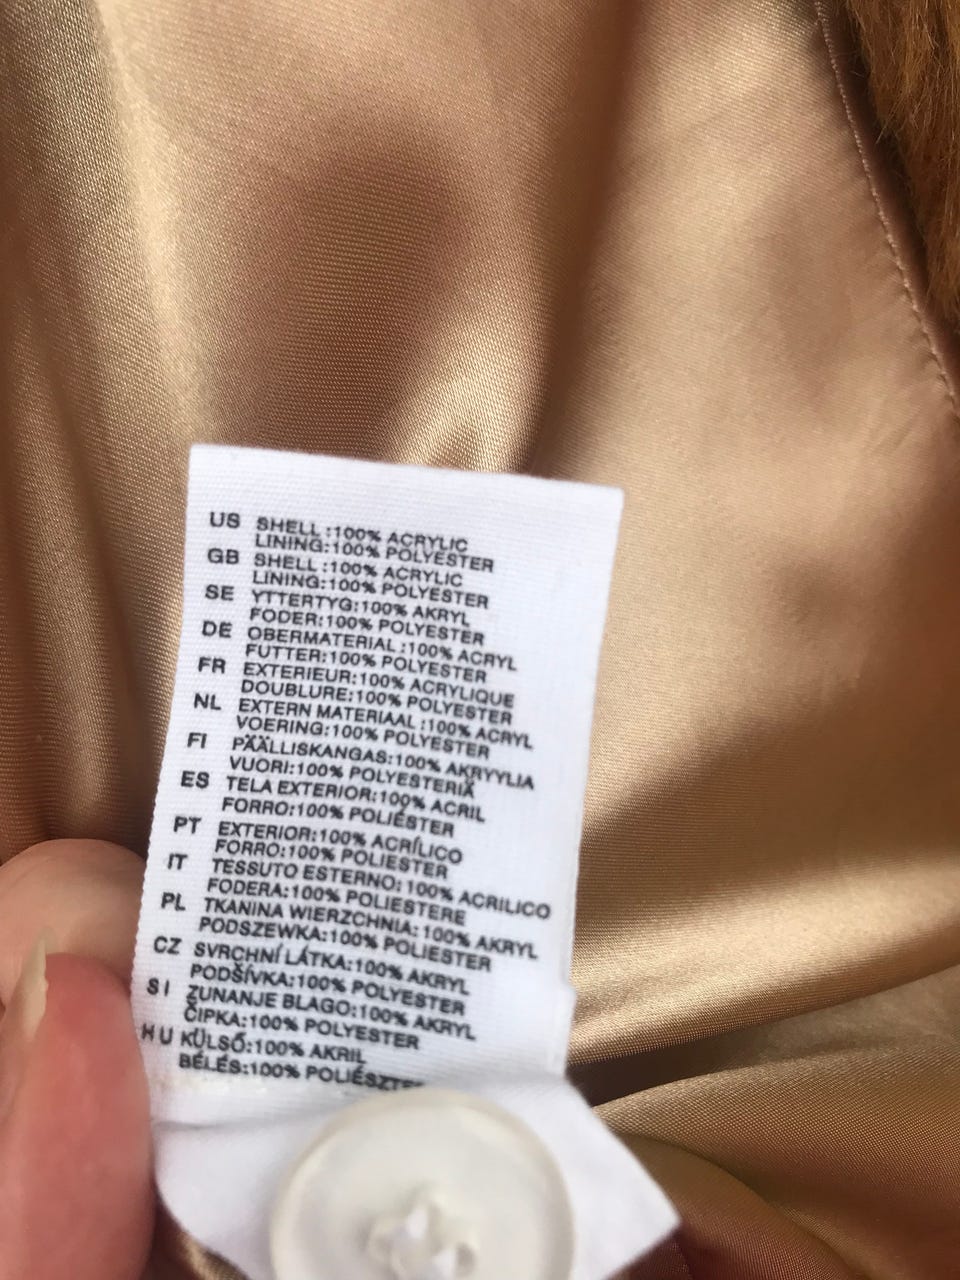 US SHELL :100% ACRYLIC
LINING:100% POLYESTER
GB SHELL :100% ACRYLIC
LINING:100% POLYESTER
SE YTTERTYG:100% AKRYL
FODER:100% POLYESTER
DE OBERMATERIAL :100% ACRYL
FUTTER:100% POLYESTER
FR EXTERIEUR:100% ACRYLIQUE
DOUBLURE:100% POLYESTER
NL EXTERN MATERIAAL :100% ACRYL
VOERING:100% POLYESTER
FI PÄÄLLISKANGAS:100% AKRYYLIA
VUORI:100% POLYESTERIÄ
ES TELA EXTERIOR:100% ACRIL
FORRO:100% POLIÉSTER
PT EXTERIOR:100% ACRÍLICO
FORRO:100% POLIESTER
IT TESSUTO ESTERNO: 100% ACRILICO
FODERA:100% POLIESTERE
PL TKANINA WIERZCHNIA: 100% AKRYL
PODSZEWKA:100% POLIESTER
CZ SVRCHNÍ LÁTKA:100% AKRYL
PODŠÍVKA:100% POLYESTER
SI ZUNANJE BLAGO:100% AKRYL
ČIPKA:100% POLYESTER
HU KÜLSŐ:100% AKRIL
BÉLÉS:100%